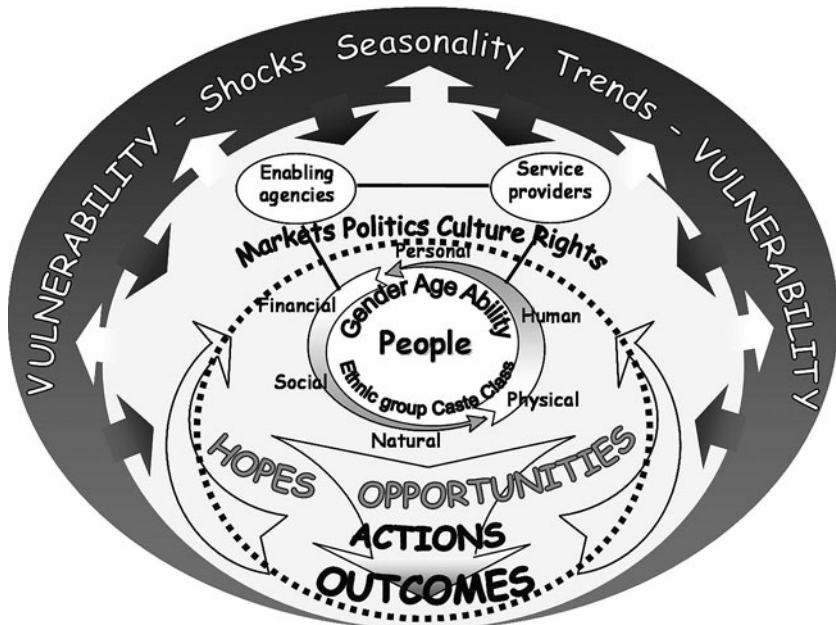 VULNERABILITY - Shocks Seasonality Trends - VULNERABILITY
Enabling
agencies
Service
providers
Markets Politics Culture Rights
Personal
Financial
Gender Age Ability
Human
People
Social
Ethnic group Caste Class
Physical
Natural
HOPES OPPORTUNITIES
ACTIONS
OUTCOMES